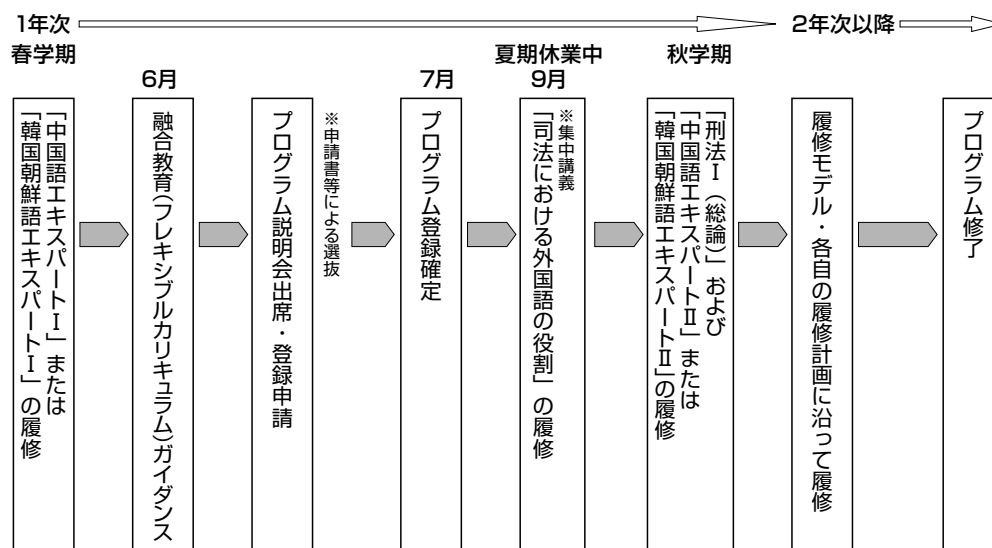 1年次
2年次以降
春学期
夏期休業中
秋学期
6月
7月
9月
「中国語エキスパートⅠ」または
「韓国朝鮮語エキスパートⅠ」の履修
融合教育（フレキシブルカリキュラム）ガイダンス
プログラム説明会出席・登録申請
※申請書等による選抜
プログラム登録確定
※集中講義
「司法における外国語の役割」の履修
「刑法Ⅰ（総論）」および
「中国語エキスパートⅡ」または
「韓国朝鮮語エキスパートⅡ」の履修
履修モデル・各自の履修計画に沿って履修
プログラム修了